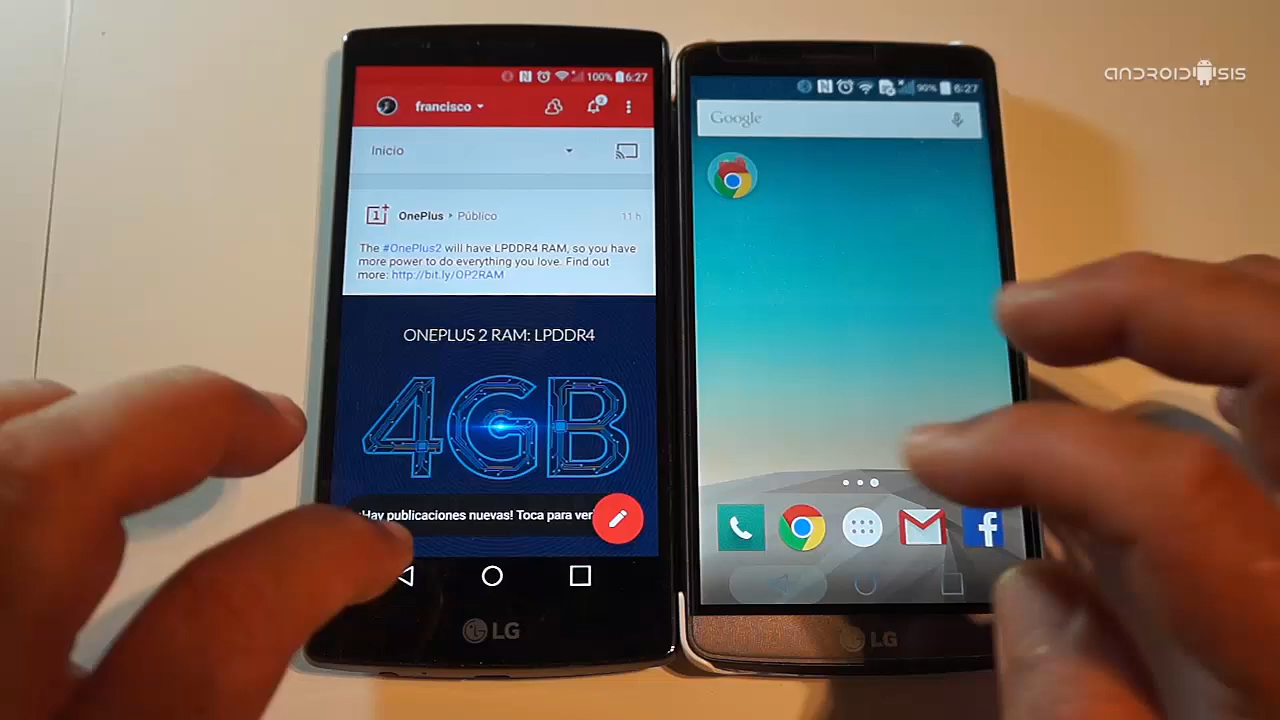 ANDROIDSIS
100% 6:27
francisco
2
Inicio
OnePlus ▸ Público
11 h
The #OnePlus2 will have LPDDR4 RAM, so you have
more power to do everything you love. Find out
more: http://bit.ly/OP2RAM
ONEPLUS 2 RAM: LPDDR4
4GB
¡Hay publicaciones nuevas! Toca para ver
LG
90% 6:27
Google
LG